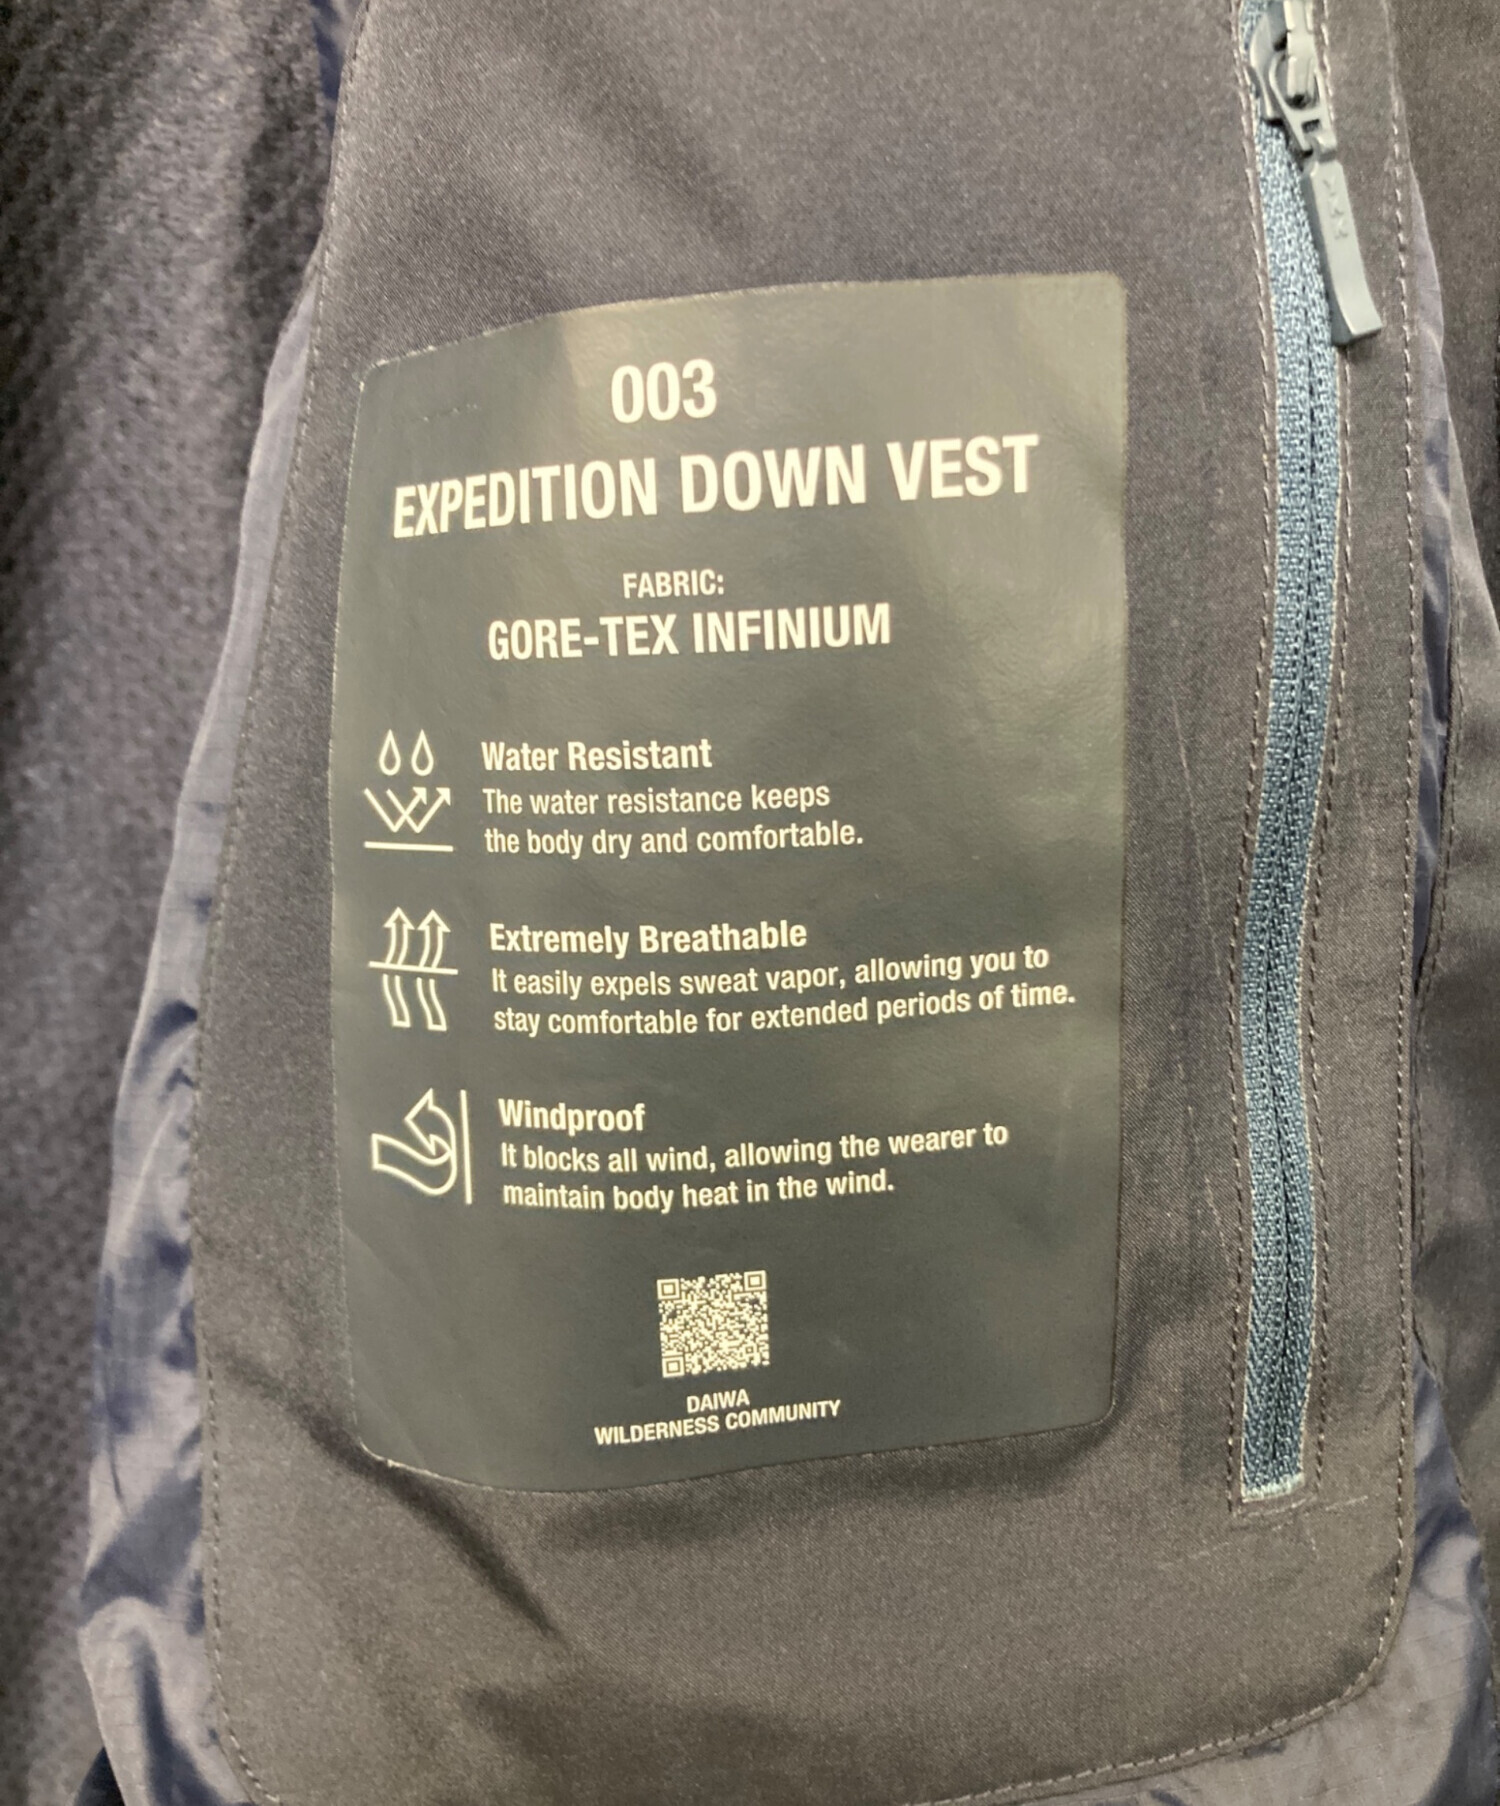 003
EXPEDITION DOWN VEST
FABRIC:
GORE-TEX INFINIUM
Water Resistant
The water resistance keeps
the body dry and comfortable.
Extremely Breathable
It easily expels sweat vapor, allowing you to
stay comfortable for extended periods of time.
Windproof
It blocks all wind, allowing the wearer to
maintain body heat in the wind.
DAIWA
WILDERNESS COMMUNITY